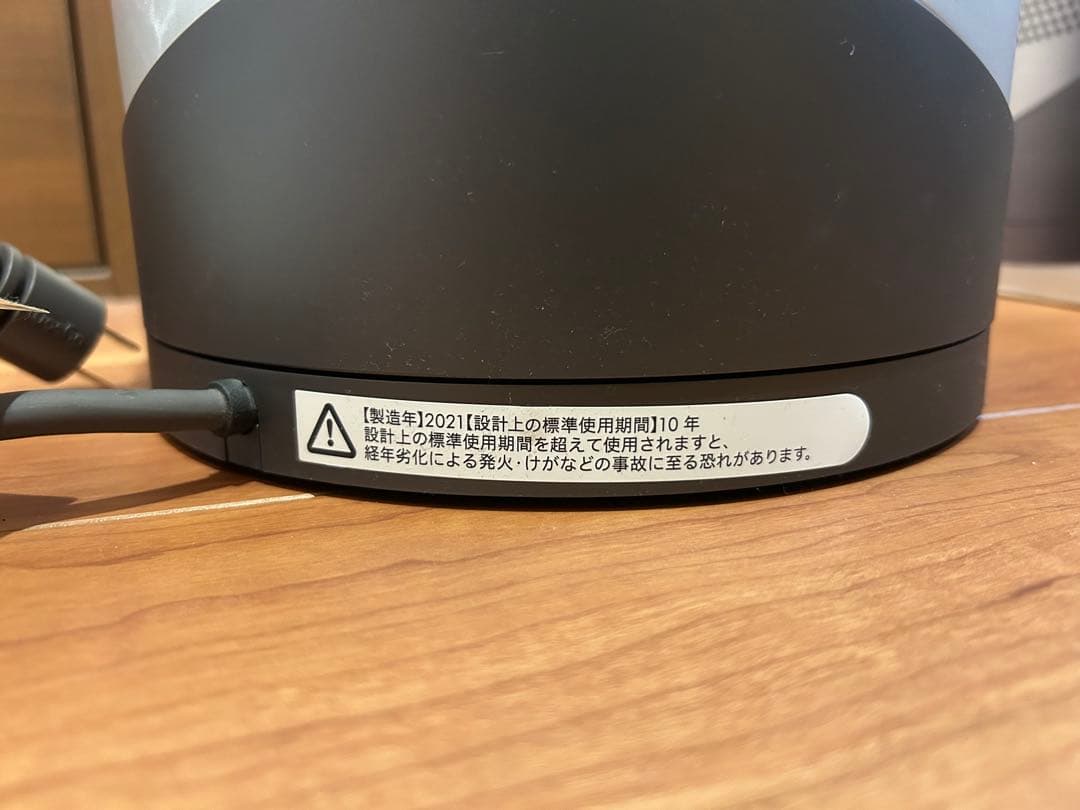 【製造年】2021【設計上の標準使用期間】10 年
設計上の標準使用期間を超えて使用されますと、
経年劣化による発火・けがなどの事故に至る恐れがあります。